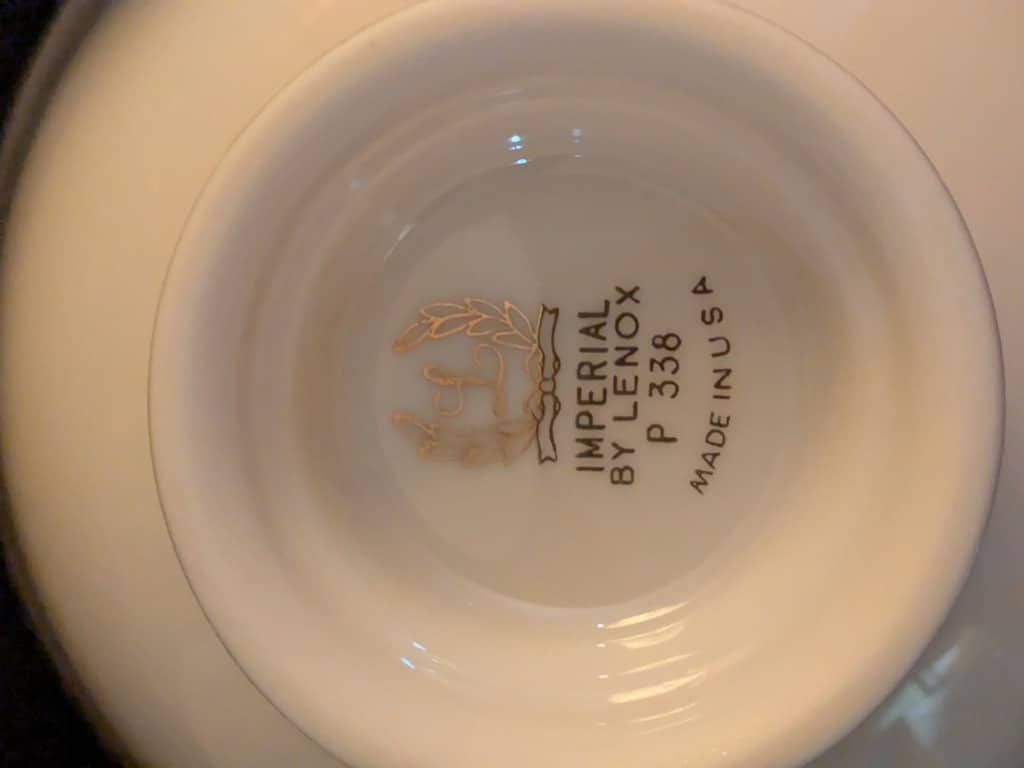 L
IMPERIAL
BY LENOX
P 338
MADE IN USA